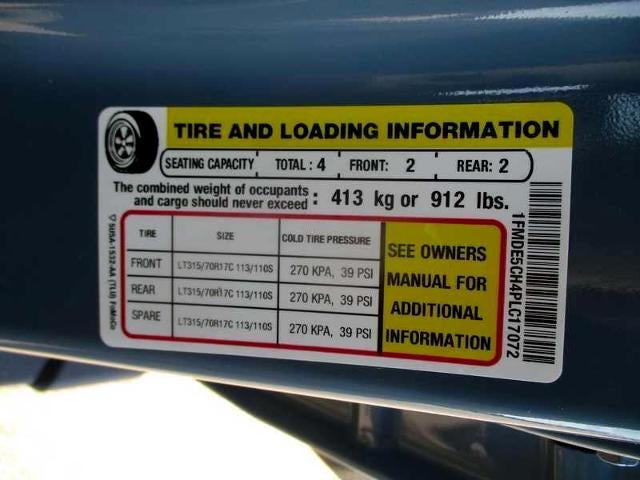 TIRE AND LOADING INFORMATION
SEATING CAPACITY TOTAL: 4 FRONT: 2 REAR: 2
The combined weight of occupants and cargo should never exceed : 413 kg or 912 lbs.
TIRE SIZE COLD TIRE PRESSURE
FRONT LT315/70R17C 113/110S 270 KPA, 39 PSI
REAR LT315/70R17C 113/110S 270 KPA, 39 PSI
SPARE LT315/70R17C 113/110S 270 KPA, 39 PSI
SEE OWNERS
MANUAL FOR
ADDITIONAL
INFORMATION
1FMDE5CH4PLC17072